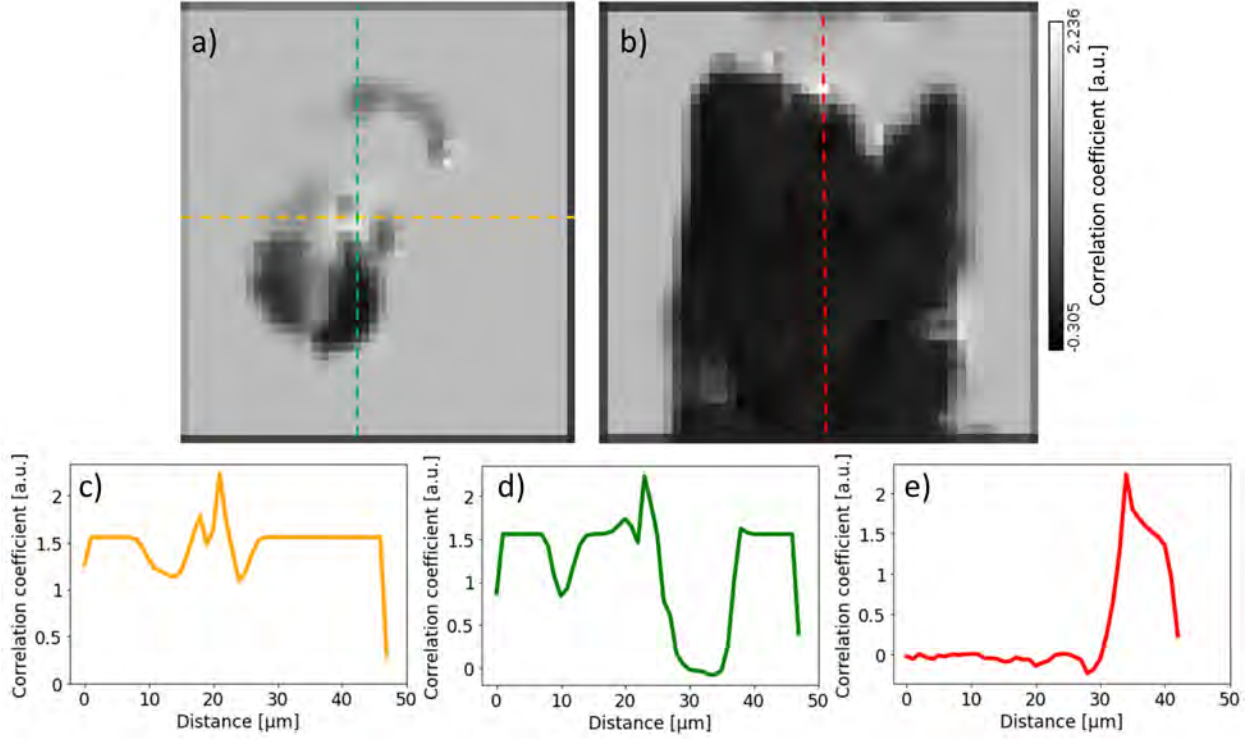 a)
b)
2.236
-0.305
Correlation coefficient [a.u.]
c)
Correlation coefficient [a.u.]
2
1.5
1
0.5
0
0 10 20 30 40 50
Distance [μm]
d)
Correlation coefficient [a.u.]
2
1.5
1
0.5
0
0 10 20 30 40 50
Distance [μm]
e)
Correlation coefficient [a.u.]
2
1.5
1
0.5
0
0 10 20 30 40 50
Distance [μm]